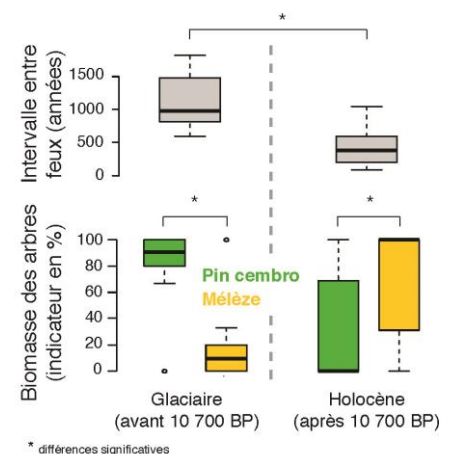 *
Intervalle entre
feux (années)
1500
1000
500
0
Biomasse des arbres
(indicateur en %)
100
80
60
40
20
0
*
*
Pin cembro
Mélèze
Glaciaire
(avant 10 700 BP)
Holocène
(après 10 700 BP)
* différences significatives